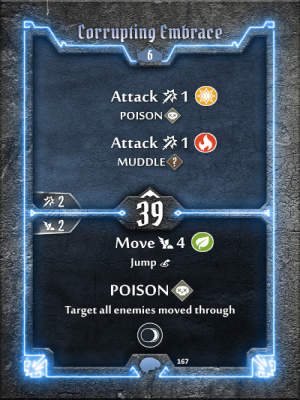 Corrupting Embrace
6
Attack 1
POISON
Attack 1
MUDDLE ?
2
39
2
Move 4
Jump
POISON
Target all enemies moved through
167